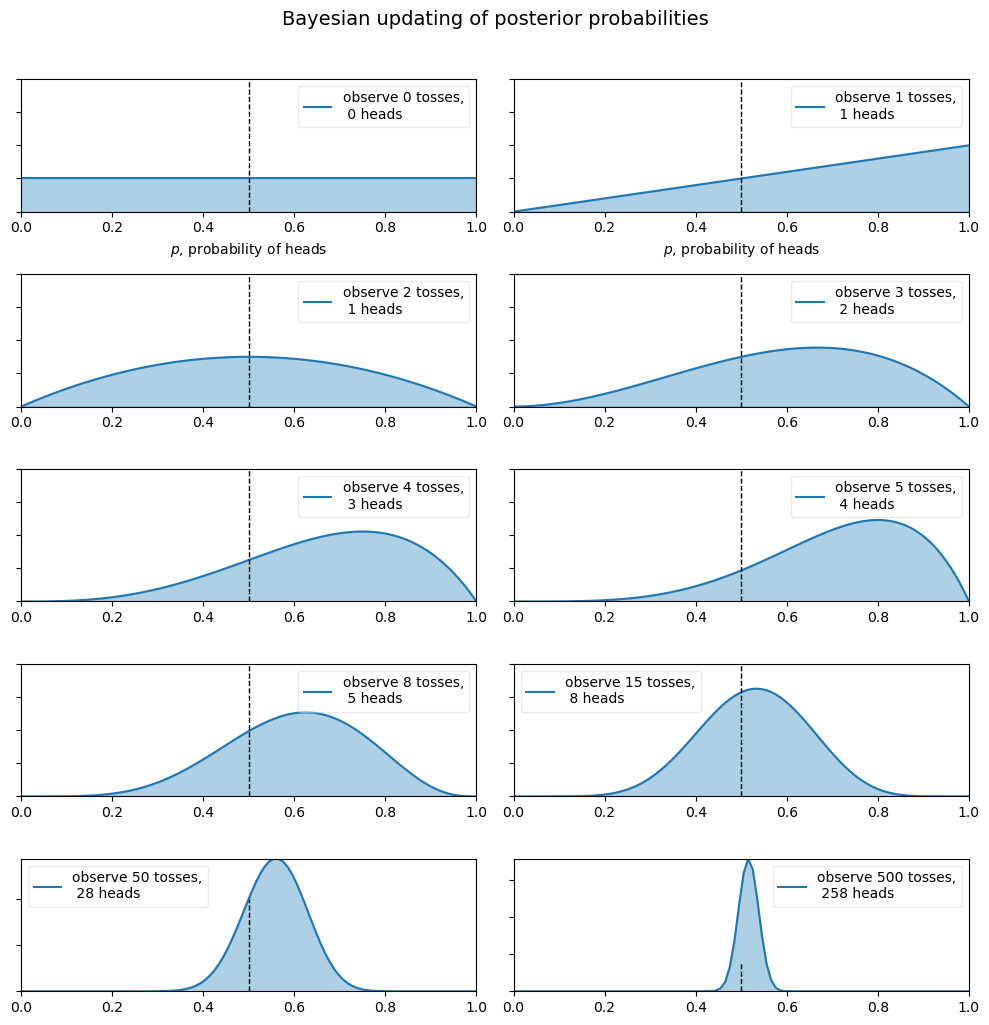 Bayesian updating of posterior probabilities
observe 0 tosses,
0 heads
0.0 0.2 0.4 0.6 0.8 1.0
p, probability of heads
observe 1 tosses,
1 heads
0.0 0.2 0.4 0.6 0.8 1.0
p, probability of heads
observe 2 tosses,
1 heads
0.0 0.2 0.4 0.6 0.8 1.0
observe 3 tosses,
2 heads
0.0 0.2 0.4 0.6 0.8 1.0
observe 4 tosses,
3 heads
0.0 0.2 0.4 0.6 0.8 1.0
observe 5 tosses,
4 heads
0.0 0.2 0.4 0.6 0.8 1.0
observe 8 tosses,
5 heads
0.0 0.2 0.4 0.6 0.8 1.0
observe 15 tosses,
8 heads
0.0 0.2 0.4 0.6 0.8 1.0
observe 50 tosses,
28 heads
0.0 0.2 0.4 0.6 0.8 1.0
observe 500 tosses,
258 heads
0.0 0.2 0.4 0.6 0.8 1.0